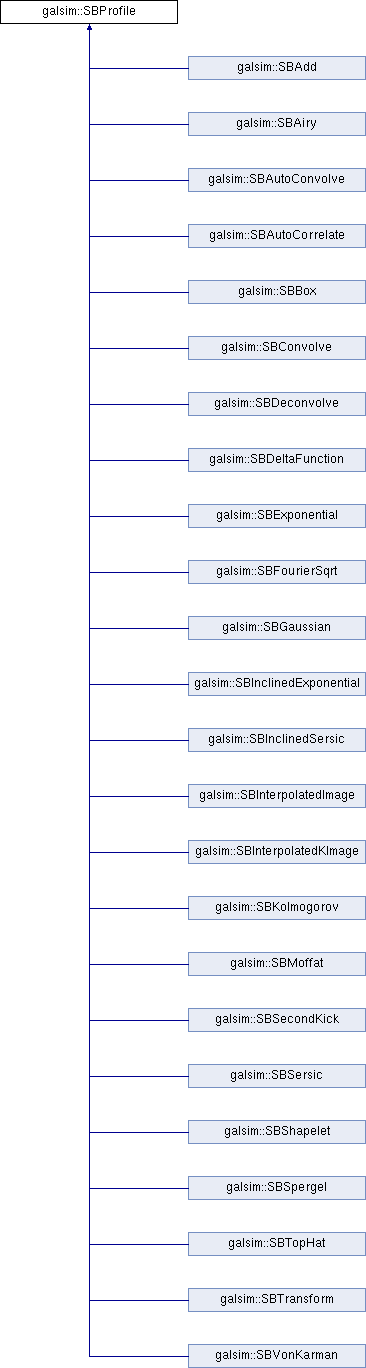 galsim::SBProfile
galsim::SBAdd
galsim::SBAiry
galsim::SBAutoConvolve
galsim::SBAutoCorrelate
galsim::SBBox
galsim::SBConvolve
galsim::SBDeconvolve
galsim::SBDeltaFunction
galsim::SBExponential
galsim::SBFourierSqrt
galsim::SBGaussian
galsim::SBInclinedExponential
galsim::SBInclinedSersic
galsim::SBInterpolatedImage
galsim::SBInterpolatedKImage
galsim::SBKolmogorov
galsim::SBMoffat
galsim::SBSecondKick
galsim::SBSersic
galsim::SBShapelet
galsim::SBSpergel
galsim::SBTopHat
galsim::SBTransform
galsim::SBVonKarman